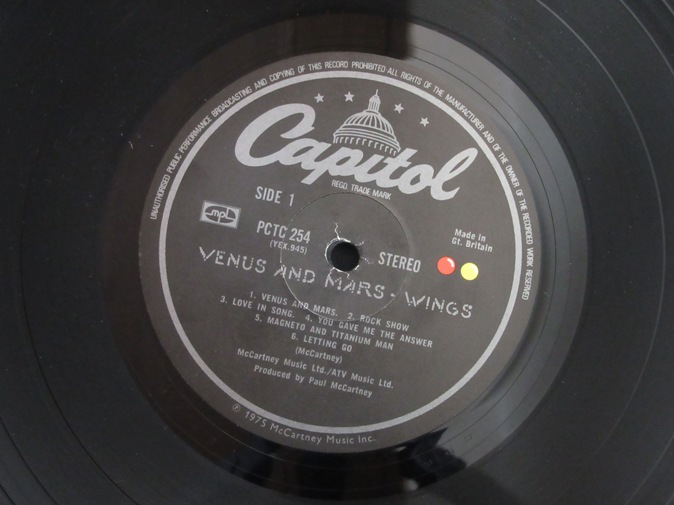 UNAUTHORISED PUBLIC PERFORMANCE BROADCASTING AND COPYING OF THIS RECORD PROHIBITED·ALL RIGHTS OF THE MANUFACTURER AND OF THE OWNER OF THE RECORDED WORK RESERVED
Capitol
REGD. TRADE MARK
SIDE 1
mpl
PCTC 254
(YEX.945)
STEREO
Made in
Gt. Britain
VENUS AND MARS - WINGS
1. VENUS AND MARS. 2. ROCK SHOW
3. LOVE IN SONG. 4. YOU GAVE ME THE ANSWER
5. MAGNETO AND TITANIUM MAN
6. LETTING GO
(McCartney)
McCartney Music Ltd./ATV Music Ltd.
Produced by Paul McCartney
℗ 1975 McCartney Music Inc.